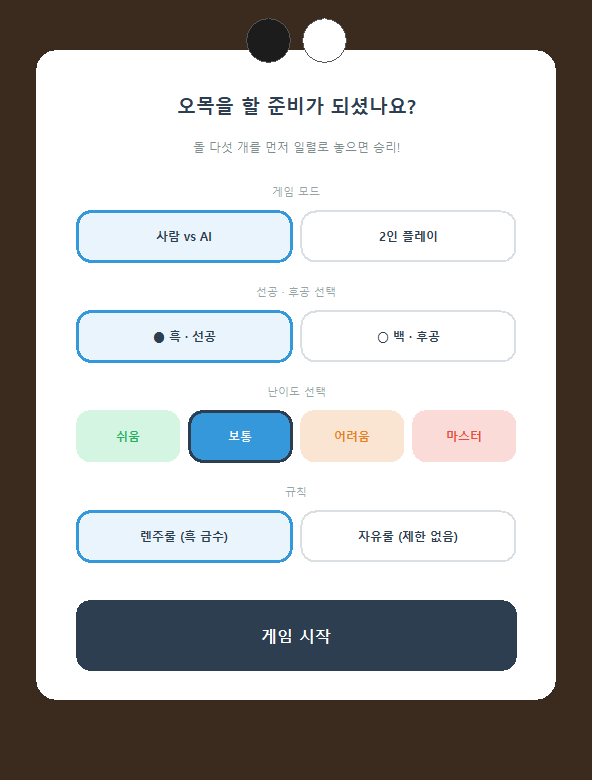 오목을 할 준비가 되셨나요?
돌 다섯 개를 먼저 일렬로 놓으면 승리!
게임 모드
사람 vs AI
2인 플레이
선공 · 후공 선택
● 흑 · 선공
○ 백 · 후공
난이도 선택
쉬움
보통
어려움
마스터
규칙
렌주룰 (흑 금수)
자유룰 (제한 없음)
게임 시작